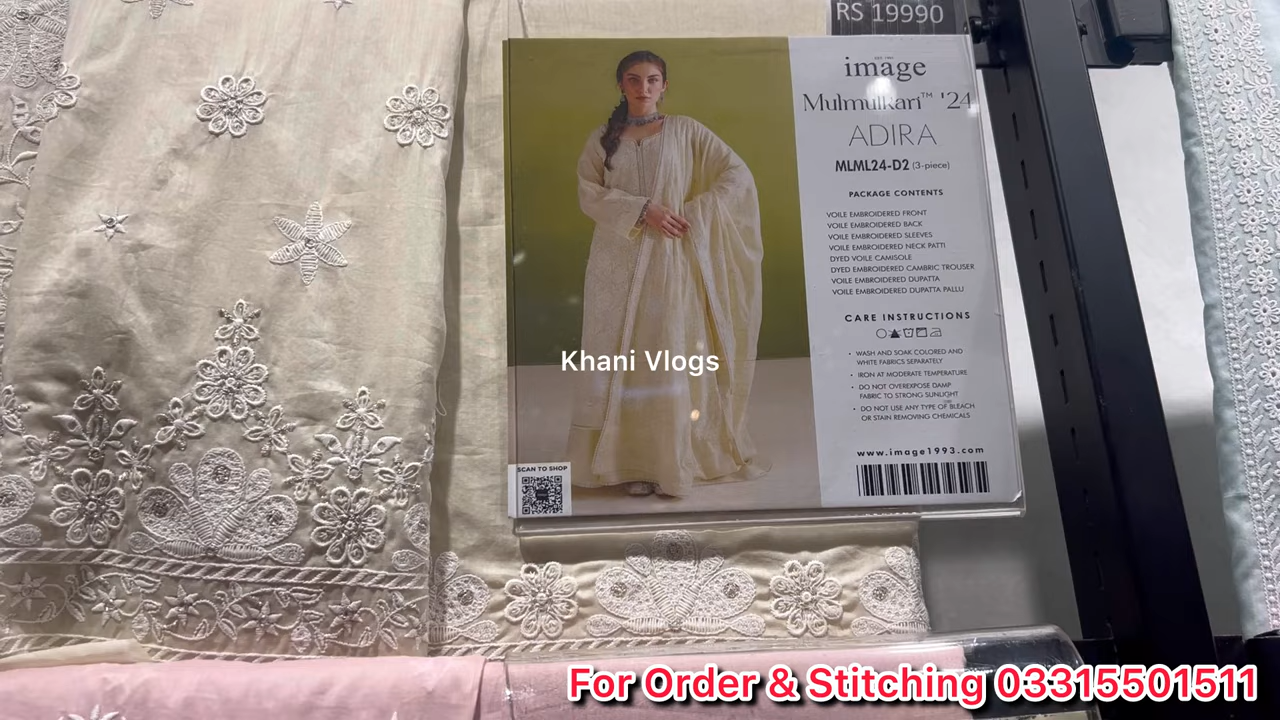 RS 19990
image
Mulmulkari™ '24
ADIRA
MLML24-D2 (3-piece)
PACKAGE CONTENTS
VOILE EMBROIDERED FRONT
VOILE EMBROIDERED BACK
VOILE EMBROIDERED SLEEVES
VOILE EMBROIDERED NECK PATTI
DYED VOILE CAMISOLE
DYED EMBROIDERED CAMBRIC TROUSER
VOILE EMBROIDERED DUPATTA
VOILE EMBROIDERED DUPATTA PALLU
CARE INSTRUCTIONS
• WASH AND SOAK COLORED AND
WHITE FABRICS SEPARATELY
• IRON AT MODERATE TEMPERATURE
• DO NOT OVEREXPOSE DAMP
FABRIC TO STRONG SUNLIGHT
• DO NOT USE ANY TYPE OF BLEACH
OR STAIN REMOVING CHEMICALS
www.image1993.com
SCAN TO SHOP
Khani Vlogs
For Order & Stitching 03315501511